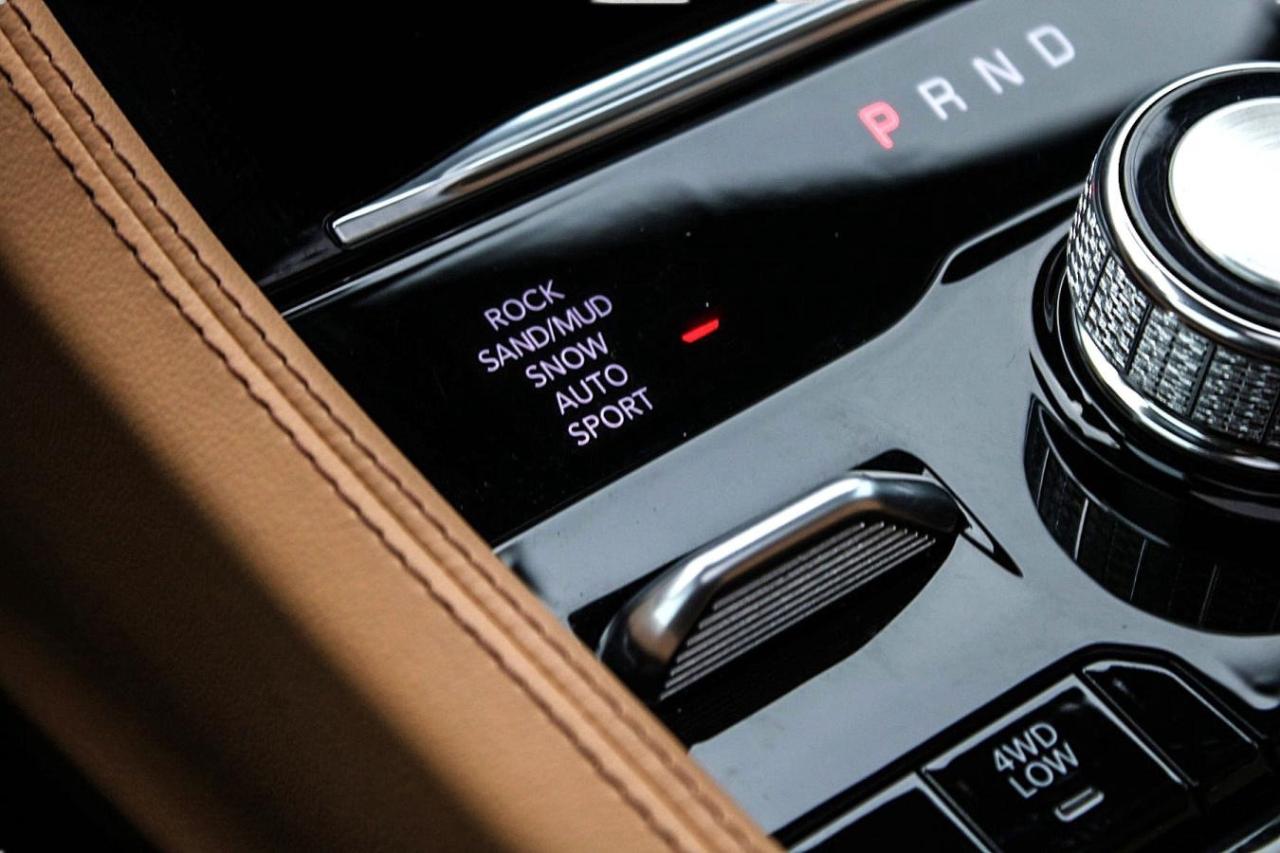 P R N D
ROCK
SAND/MUD
SNOW
AUTO
SPORT
4WD
LOW